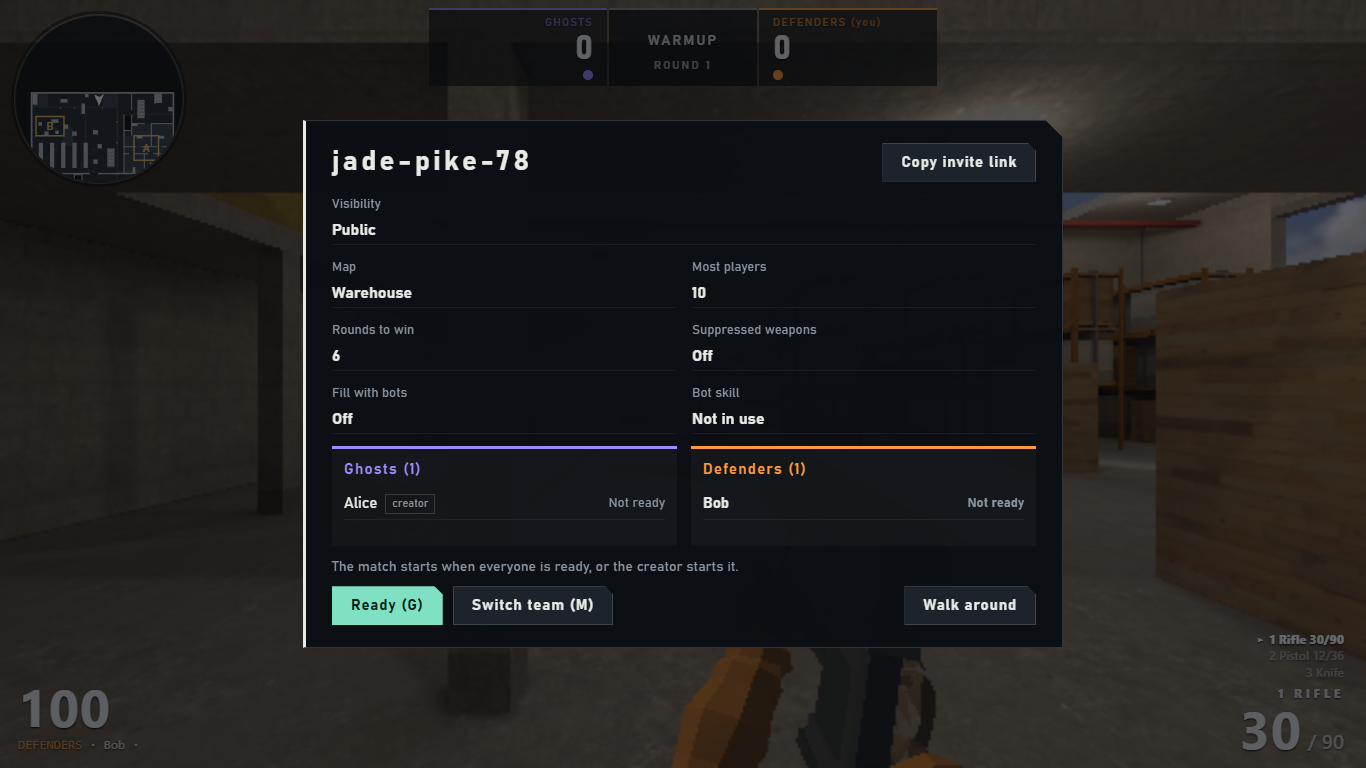 GHOSTS
0
WARMUP
ROUND 1
DEFENDERS (you)
0
B
A
jade-pike-78
Copy invite link
Visibility
Public
Map
Warehouse
Most players
10
Rounds to win
6
Suppressed weapons
Off
Fill with bots
Off
Bot skill
Not in use
Ghosts (1)
Alice creator Not ready
Defenders (1)
Bob Not ready
The match starts when everyone is ready, or the creator starts it.
Ready (G)
Switch team (M)
Walk around
100
DEFENDERS · Bob ·
▸ 1 Rifle 30/90
2 Pistol 12/36
3 Knife
1 RIFLE
30 / 90